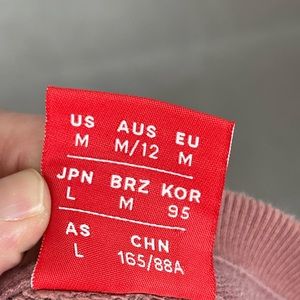 US AUS EU
M M/12 M
JPN BRZ KOR
L M 95
AS CHN
L 165/88A